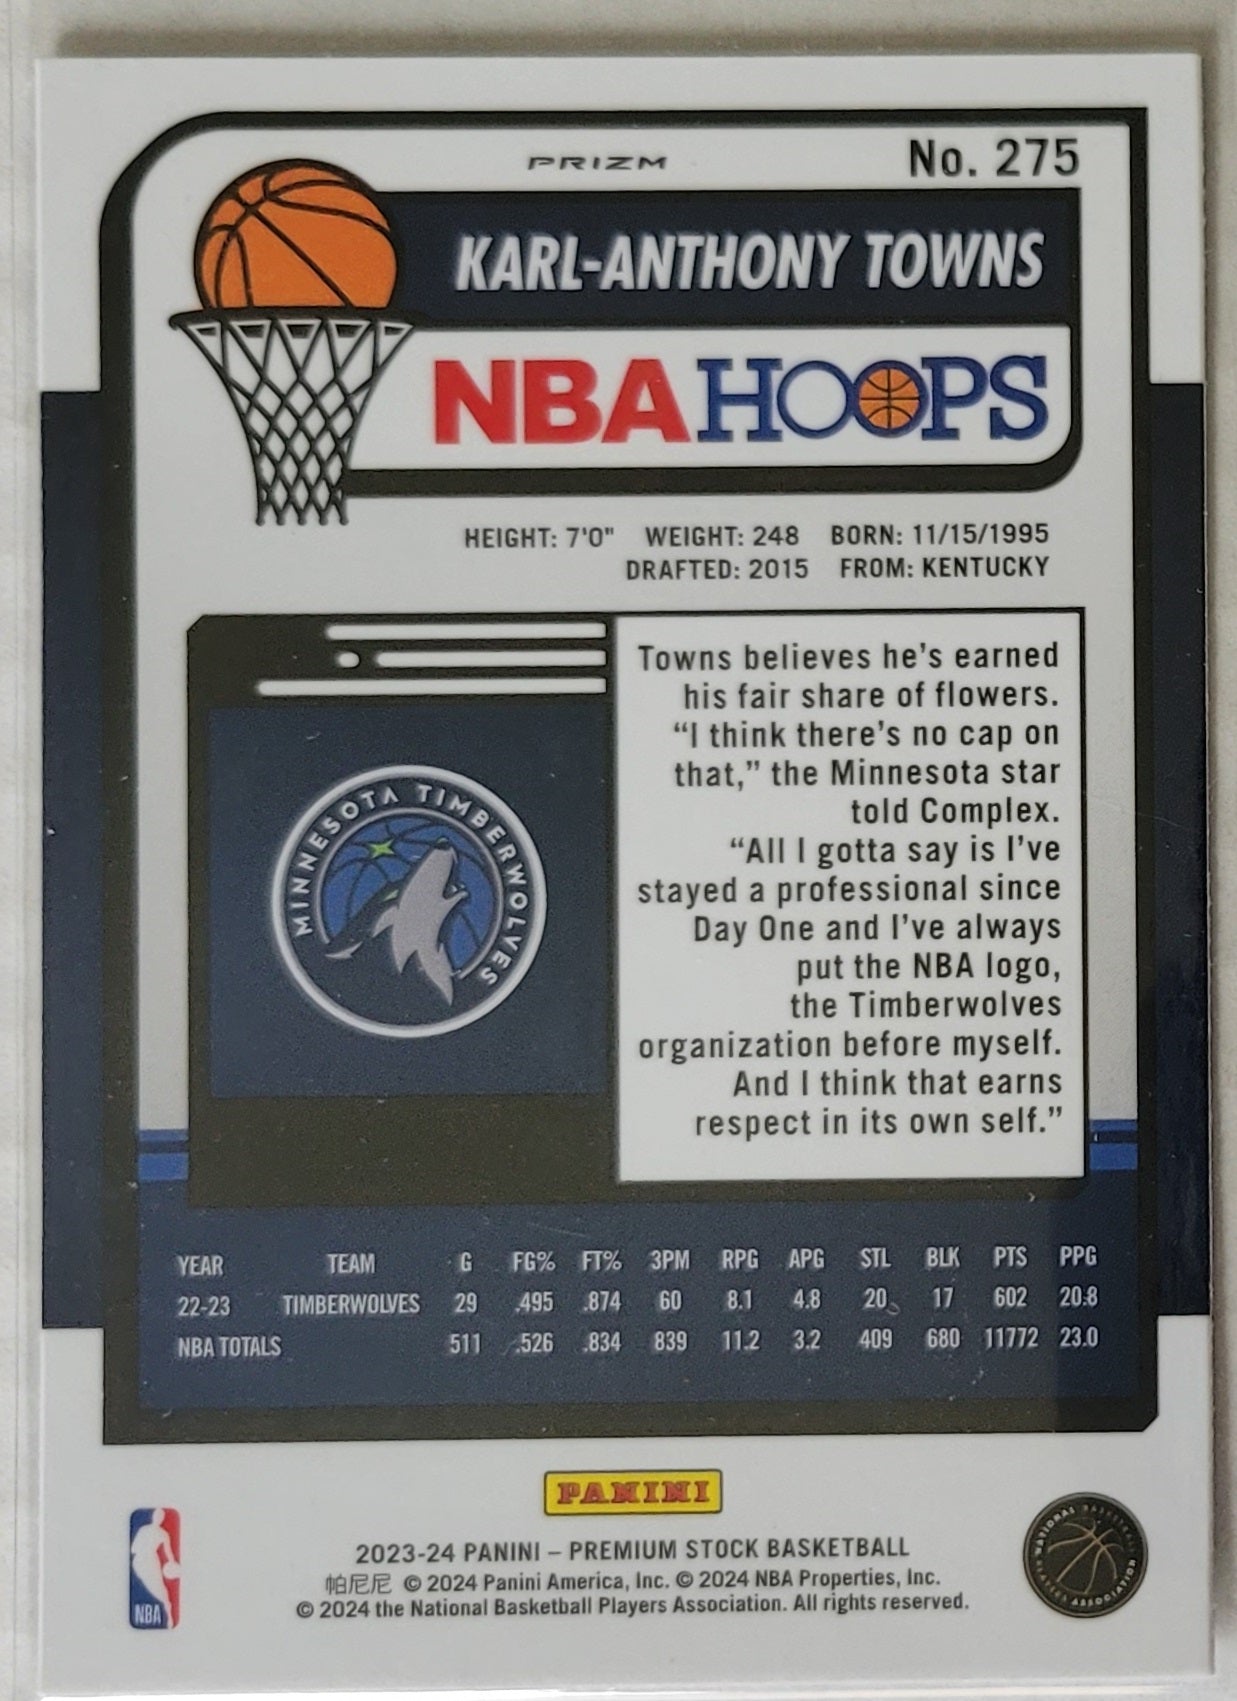 PRIZM
No. 275
KARL-ANTHONY TOWNS
NBA HOOPS
HEIGHT: 7'0" WEIGHT: 248 BORN: 11/15/1995
DRAFTED: 2015 FROM: KENTUCKY
MINNESOTA TIMBERWOLVES
Towns believes he's earned
his fair share of flowers.
“I think there's no cap on
that,” the Minnesota star
told Complex.
“All I gotta say is I've
stayed a professional since
Day One and I've always
put the NBA logo,
the Timberwolves
organization before myself.
And I think that earns
respect in its own self.”
YEAR TEAM G FG% FT% 3PM RPG APG STL BLK PTS PPG
22-23 TIMBERWOLVES 29 .495 .874 60 8.1 4.8 20 17 602 20.8
NBA TOTALS 511 .526 .834 839 11.2 3.2 409 680 11772 23.0
PANINI
NBA
NATIONAL BASKETBALL PLAYERS ASSOCIATION
2023-24 PANINI – PREMIUM STOCK BASKETBALL
帕尼尼 © 2024 Panini America, Inc. © 2024 NBA Properties, Inc.
© 2024 the National Basketball Players Association. All rights reserved.